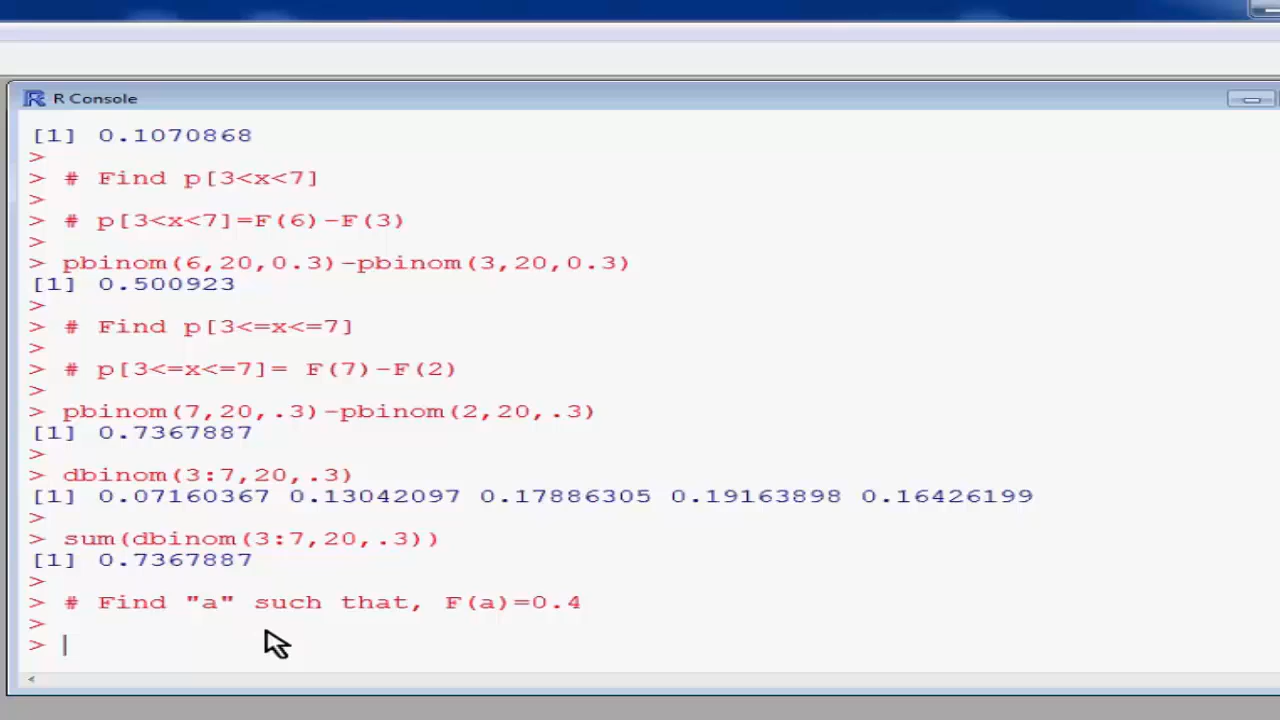 R Console
[1] 0.1070868
>
> # Find p[3<x<7]
>
> # p[3<x<7]=F(6)-F(3)
>
> pbinom(6,20,0.3)-pbinom(3,20,0.3)
[1] 0.500923
>
> # Find p[3<=x<=7]
>
> # p[3<=x<=7]= F(7)-F(2)
>
> pbinom(7,20,.3)-pbinom(2,20,.3)
[1] 0.7367887
>
> dbinom(3:7,20,.3)
[1] 0.07160367 0.13042097 0.17886305 0.19163898 0.16426199
>
> sum(dbinom(3:7,20,.3))
[1] 0.7367887
>
> # Find "a" such that, F(a)=0.4
>
>